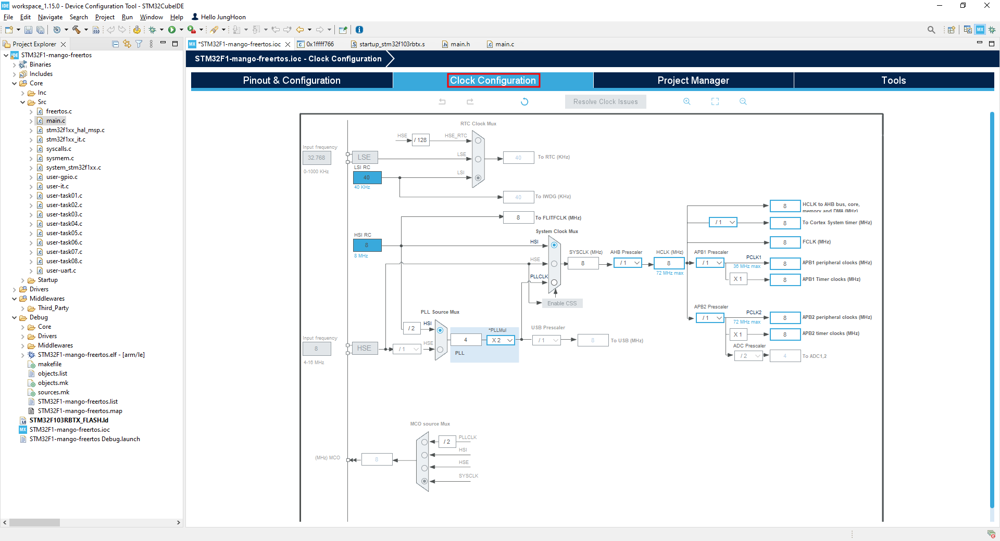 IDE workspace_1.15.0 - Device Configuration Tool - STM32CubeIDE
File Edit Navigate Search Project Run Window Help Hello JungHoon
Project Explorer
MX *STM32F1-mango-freertos.ioc
0x1ffff766
startup_stm32f103rbtx.s
main.h
main.c
STM32F1-mango-freertos
Binaries
Includes
Core
Inc
Src
freertos.c
main.c
stm32f1xx_hal_msp.c
stm32f1xx_it.c
syscalls.c
sysmem.c
system_stm32f1xx.c
user-gpio.c
user-it.c
user-task01.c
user-task02.c
user-task03.c
user-task04.c
user-task05.c
user-task06.c
user-task07.c
user-task08.c
user-uart.c
Startup
Drivers
Middlewares
Third_Party
Debug
Core
Drivers
Middlewares
STM32F1-mango-freertos.elf - [arm/le]
makefile
objects.list
objects.mk
sources.mk
STM32F1-mango-freertos.list
STM32F1-mango-freertos.map
STM32F103RBTX_FLASH.ld
MX STM32F1-mango-freertos.ioc
STM32F1-mango-freertos Debug.launch
STM32F1-mango-freertos.ioc - Clock Configuration
Pinout & Configuration
Clock Configuration
Project Manager
Tools
Resolve Clock Issues
RTC Clock Mux
HSE
/ 128
HSE_RTC
Input frequency
32.768
0-1000 KHz
LSE
LSE
40
To RTC (KHz)
LSI RC
40
40 KHz
LSI
40
To IWDG (KHz)
8
To FLITFCLK (MHz)
System Clock Mux
HSI RC
8
8 MHz
HSI
HSE
PLLCLK
Enable CSS
SYSCLK (MHz)
8
AHB Prescaler
/ 1
HCLK (MHz)
8
72 MHz max
8
HCLK to AHB bus, core,
memory and DMA (MHz)
/ 1
8
To Cortex System timer (MHz)
8
FCLK (MHz)
APB1 Prescaler
/ 1
PCLK1
36 MHz max
8
APB1 peripheral clocks (MHz)
X 1
8
APB1 Timer clocks (MHz)
APB2 Prescaler
/ 1
PCLK2
72 MHz max
8
APB2 peripheral clocks (MHz)
X 1
8
APB2 timer clocks (MHz)
ADC Prescaler
/ 2
4
To ADC1,2
PLL Source Mux
/ 2
HSI
HSE
/ 1
4
*PLLMul
X 2
PLL
USB Prescaler
/ 1
8
To USB (MHz)
Input frequency
8
4-16 MHz
HSE
MCO source Mux
/ 2
PLLCLK
HSI
HSE
SYSCLK
(MHz) MCO
8